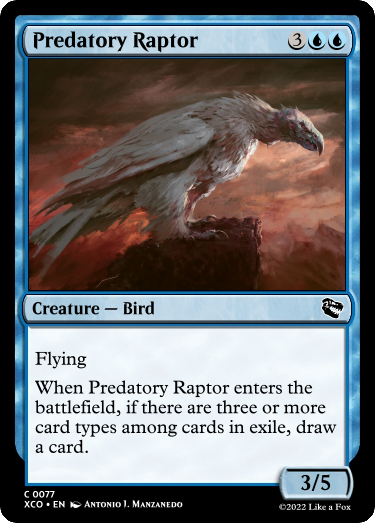 Predatory Raptor 3
Creature — Bird
Flying
When Predatory Raptor enters the
battlefield, if there are three or more
card types among cards in exile, draw
a card.
3/5
C 0077
XCO • EN Antonio J. Manzanedo
©2022 Like a Fox